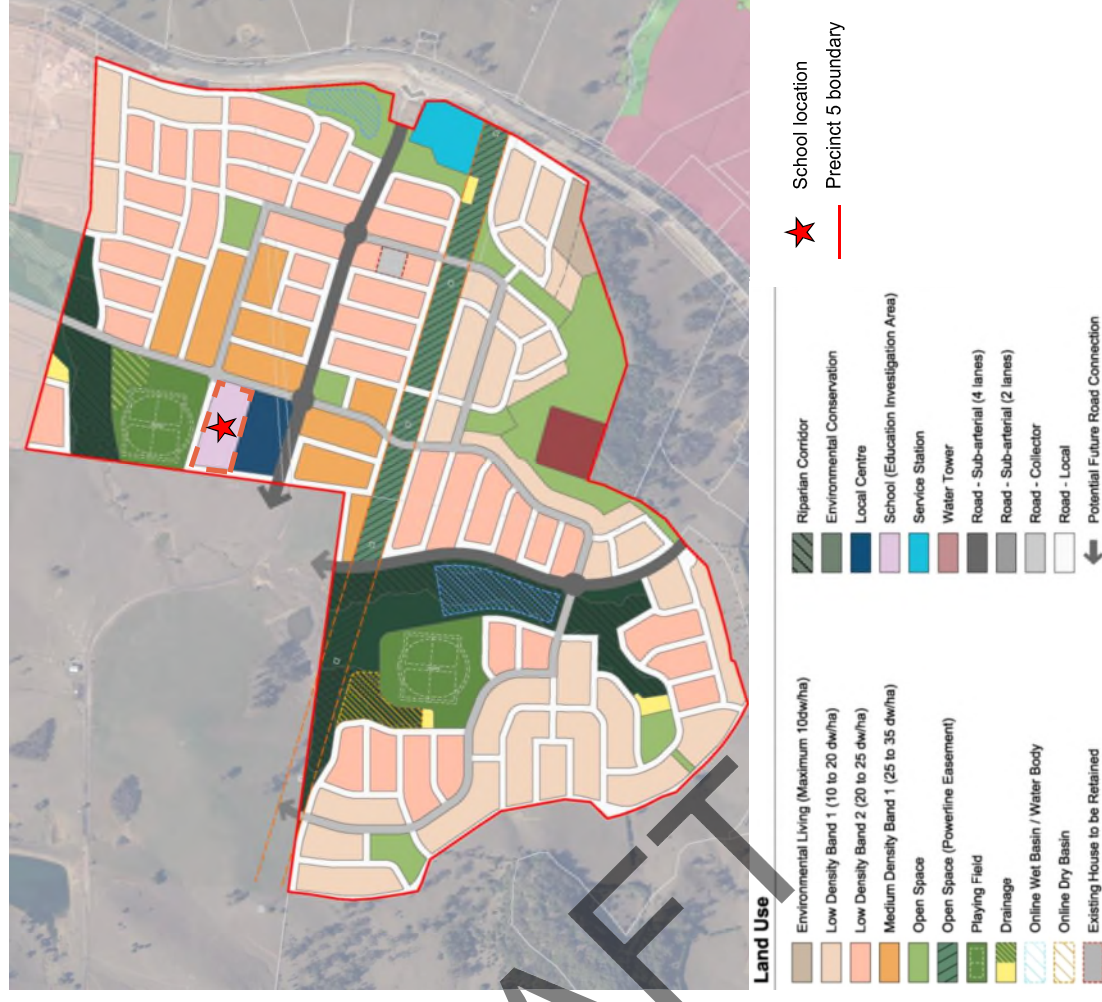 School location
Precinct 5 boundary
Land Use
Environmental Living (Maximum 10dw/ha)
Low Density Band 1 (10 to 20 dw/ha)
Low Density Band 2 (20 to 25 dw/ha)
Medium Density Band 1 (25 to 35 dw/ha)
Open Space
Open Space (Powerline Easement)
Playing Field
Drainage
Online Wet Basin / Water Body
Online Dry Basin
Existing House to be Retained
Riparian Corridor
Environmental Conservation
Local Centre
School (Education Investigation Area)
Service Station
Water Tower
Road - Sub-arterial (4 lanes)
Road - Sub-arterial (2 lanes)
Road - Collector
Road - Local
Potential Future Road Connection
AFT